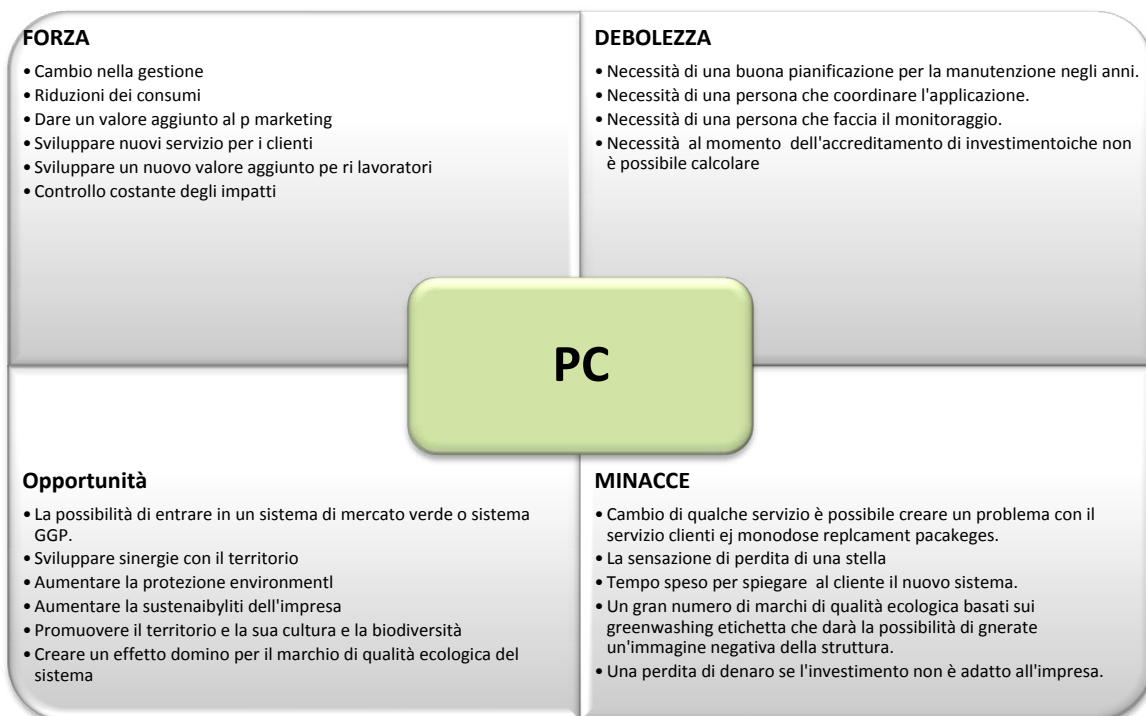 FORZA
• Cambio nella gestione
• Riduzioni dei consumi
• Dare un valore aggiunto al p marketing
• Sviluppare nuovi servizio per i clienti
• Sviluppare un nuovo valore aggiunto pe ri lavoratori
• Controllo costante degli impatti
DEBOLEZZA
• Necessità di una buona pianificazione per la manutenzione negli anni.
• Necessità di una persona che coordinare l'applicazione.
• Necessità di una persona che faccia il monitoraggio.
• Necessità al momento dell'accreditamento di investimentoiche non
è possibile calcolare
PC
Opportunità
• La possibilità di entrare in un sistema di mercato verde o sistema
GGP.
• Sviluppare sinergie con il territorio
• Aumentare la protezione environmentl
• Aumentare la sustenaibyliti dell'impresa
• Promuovere il territorio e la sua cultura e la biodiversità
• Creare un effetto domino per il marchio di qualità ecologica del
sistema
MINACCE
• Cambio di qualche servizio è possibile creare un problema con il
servizio clienti ej monodose replcament pacakeges.
• La sensazione di perdita di una stella
• Tempo speso per spiegare al cliente il nuovo sistema.
• Un gran numero di marchi di qualità ecologica basati sui
greenwashing etichetta che darà la possibilità di gnerate
un'immagine negativa della struttura.
• Una perdita di denaro se l'investimento non è adatto all'impresa.